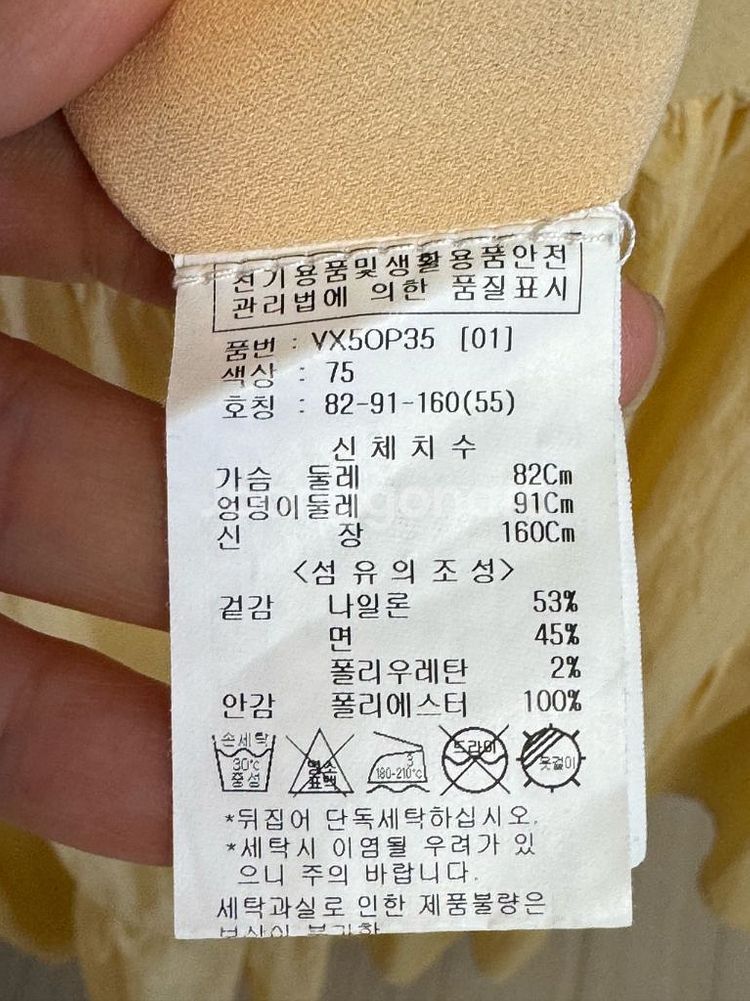 전기용품및생활용품안전
관리법에 의한 품질표시
품번 : VX5OP35 [01]
색상 : 75
호칭 : 82-91-160(55)
신체치수
가슴 둘레 82Cm
엉덩이둘레 91Cm
신 장 160Cm
<섬유의조성>
겉감 나일론 53%
면 45%
폴리우레탄 2%
안감 폴리에스터 100%
손세탁 30℃ 중성
염소 표백
3 180-210℃
드라이
옷걸이
*뒤집어 단독세탁하십시오.
*세탁시 이염될 우려가 있
으니 주의 바랍니다.
세탁과실로 인한 제품불량은
보상이 불가함